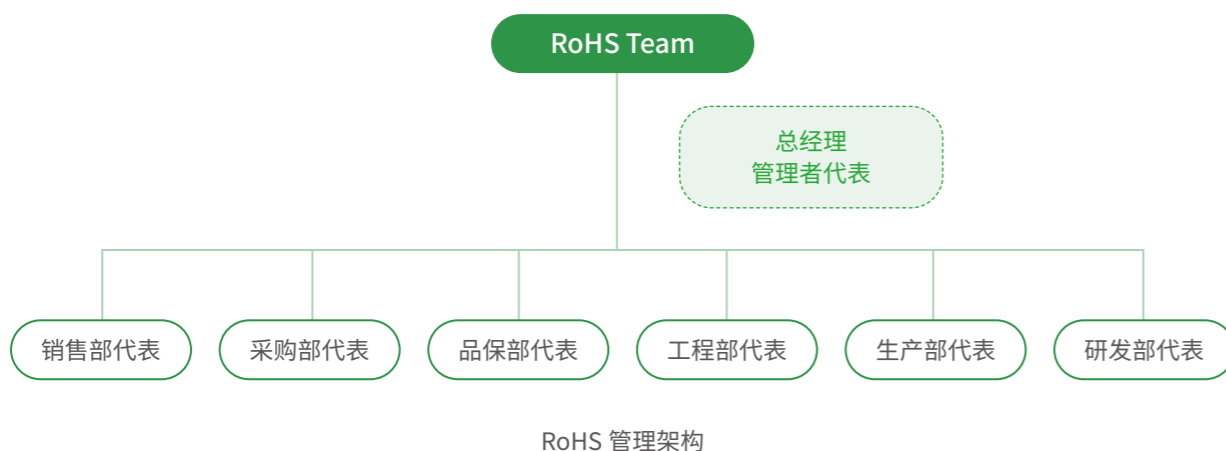 RoHS Team
总经理
管理者代表
销售部代表
采购部代表
品保部代表
工程部代表
生产部代表
研发部代表
RoHS 管理架构